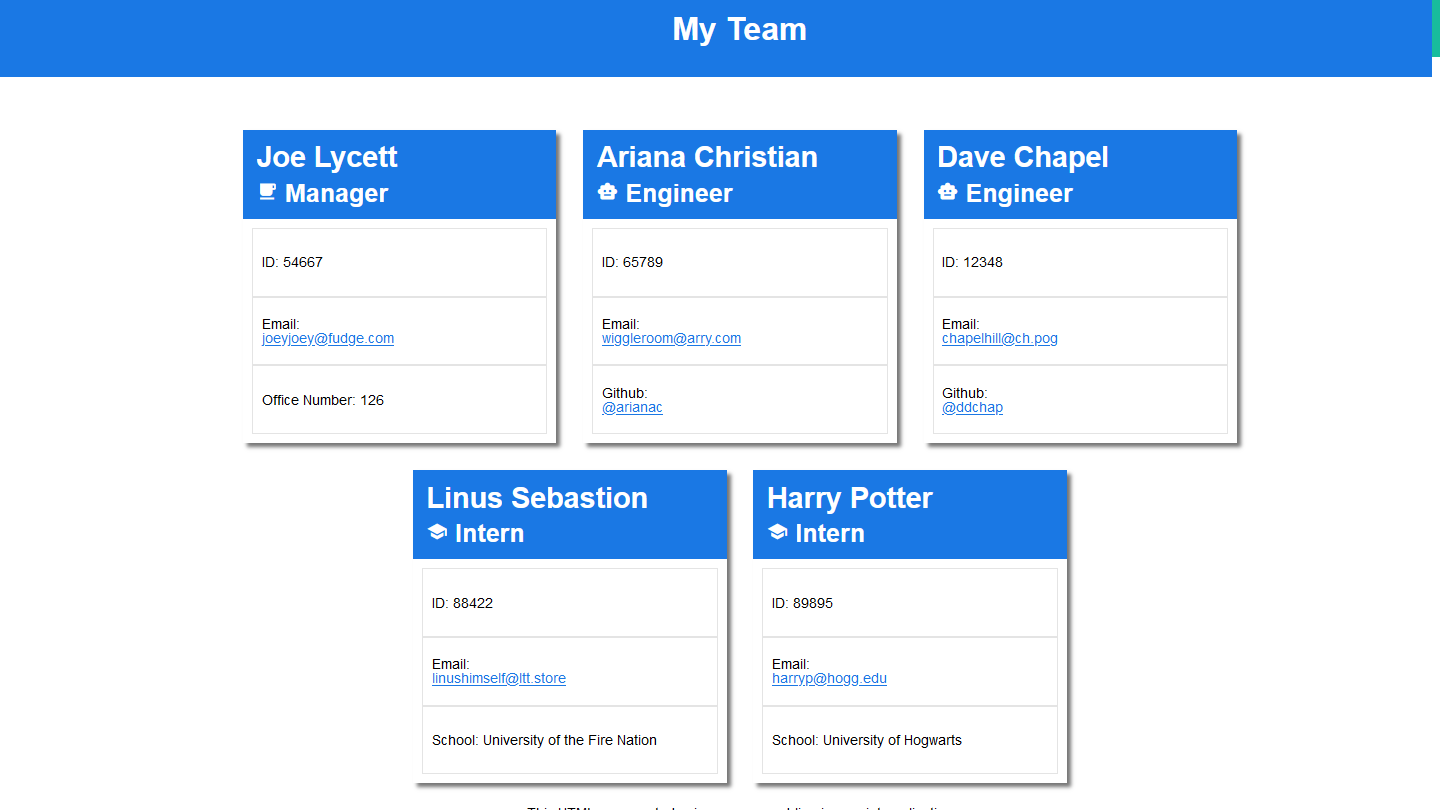 My Team
Joe Lycett
Manager
ID: 54667
Email:
joeyjoey@fudge.com
Office Number: 126
Ariana Christian
Engineer
ID: 65789
Email:
wiggleroom@arry.com
Github:
@arianac
Dave Chapel
Engineer
ID: 12348
Email:
chapelhill@ch.pog
Github:
@ddchap
Linus Sebastion
Intern
ID: 88422
Email:
linushimself@ltt.store
School: University of the Fire Nation
Harry Potter
Intern
ID: 89895
Email:
harryp@hogg.edu
School: University of Hogwarts